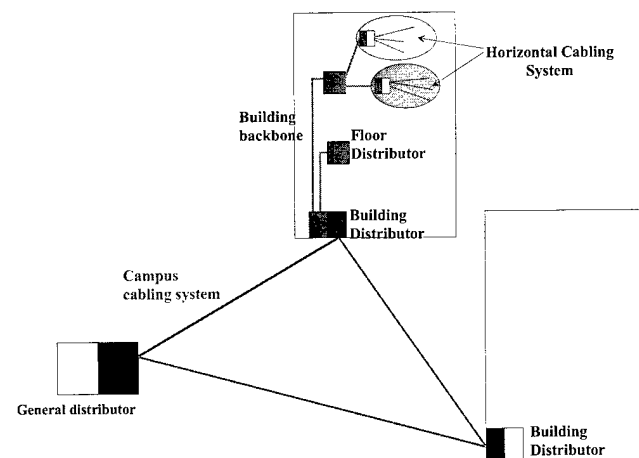 Horizontal Cabling
System
Building
backbone
Floor
Distributor
Building
Distributor
Campus
cabling system
General distributor
Building
Distributor